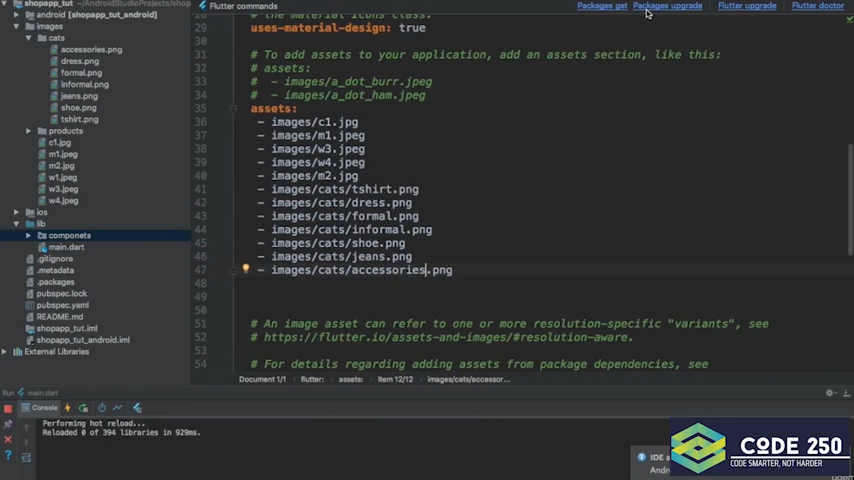 shopapp_tut ~/AndroidStudioProjects/shop
android [shopapp_tut_android]
images
cats
accessories.png
dress.png
formal.png
informal.png
jeans.png
shoe.png
tshirt.png
products
c1.jpg
m1.jpeg
m2.jpg
w1.jpeg
w3.jpeg
w4.jpeg
ios
lib
componets
main.dart
.gitignore
.metadata
.packages
pubspec.lock
pubspec.yaml
README.md
shopapp_tut.iml
shopapp_tut_android.iml
External Libraries
Flutter commands
Packages get
Packages upgrade
Flutter upgrade
Flutter doctor
28 # the material Icons class.
29 uses-material-design: true
30
31 # To add assets to your application, add an assets section, like this:
32 # assets:
33 #  - images/a_dot_burr.jpeg
34 #  - images/a_dot_ham.jpeg
35 assets:
36 - images/c1.jpg
37 - images/m1.jpeg
38 - images/w3.jpeg
39 - images/w4.jpeg
40 - images/m2.jpg
41 - images/cats/tshirt.png
42 - images/cats/dress.png
43 - images/cats/formal.png
44 - images/cats/informal.png
45 - images/cats/shoe.png
46 - images/cats/jeans.png
47 - images/cats/accessories.png
48
49
50
51 # An image asset can refer to one or more resolution-specific "variants", see
52 # https://flutter.io/assets-and-images/#resolution-aware.
53
54 # For details regarding adding assets from package dependencies, see
Document 1/1
flutter:
assets:
Item 12/12
images/cats/accessor...
Run
main.dart
Console
Performing hot reload...
Reloaded 0 of 394 libraries in 929ms.
IDE a
Andr
CODE 250
CODE SMARTER, NOT HARDER